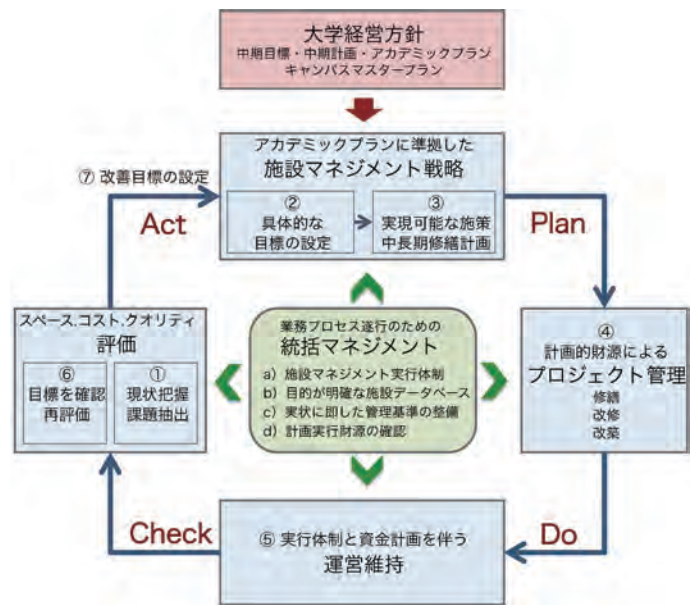 大学経営方針
中期目標・中期計画・アカデミックプラン
キャンパスマスタープラン
アカデミックプランに準拠した
施設マネジメント戦略
②
具体的な
目標の設定
③
実現可能な施策
中長期修繕計画
⑦ 改善目標の設定
Act
Plan
スペース.コスト.クオリティ
評価
⑥
目標を確認
再評価
①
現状把握
課題抽出
業務プロセス遂行のための
統括マネジメント
a）施設マネジメント実行体制
b）目的が明確な施設データベース
c）実状に即した管理基準の整備
d）計画実行財源の確認
④
計画的財源による
プロジェクト管理
修繕
改修
改築
Check
Do
⑤ 実行体制と資金計画を伴う
運営維持